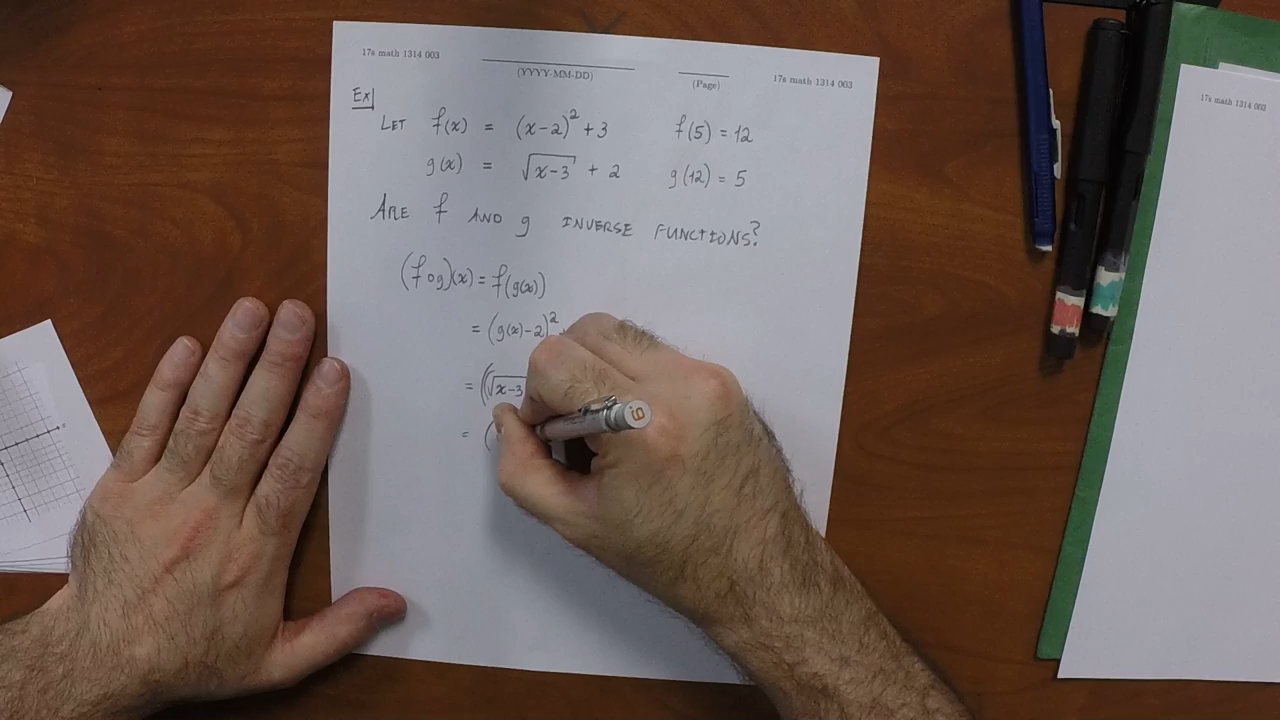 17s math 1314 003 (YYYY-MM-DD) (Page) 17s math 1314 003
Ex
LET f(x) = (x-2)² + 3 f(5) = 12
g(x) = √(x-3) + 2 g(12) = 5
ARE f AND g INVERSE FUNCTIONS?
(f∘g)(x) = f(g(x))
= (g(x)-2)²
= ((√x-3
= (
17s math 1314 003